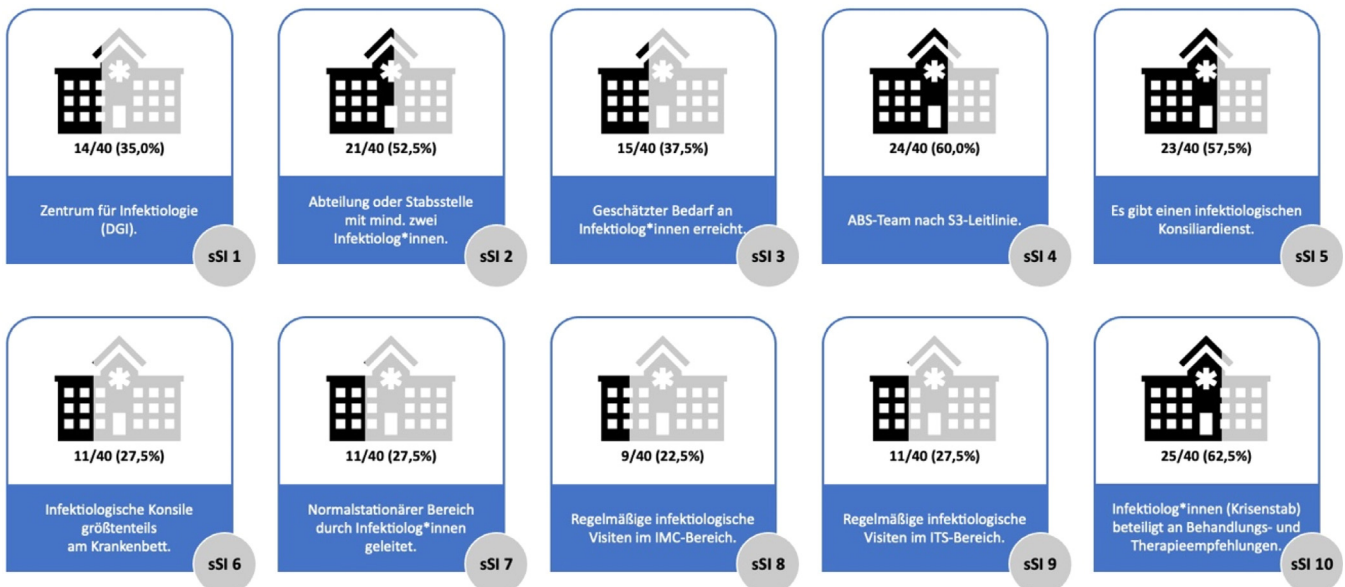 14/40 (35,0%)
Zentrum für Infektiologie
(DGI).
sSI 1
21/40 (52,5%)
Abteilung oder Stabsstelle
mit mind. zwei
Infektiolog*innen.
sSI 2
15/40 (37,5%)
Geschätzter Bedarf an
Infektiolog*innen erreicht.
sSI 3
24/40 (60,0%)
ABS-Team nach S3-Leitlinie.
sSI 4
23/40 (57,5%)
Es gibt einen infektiologischen
Konsiliardienst.
sSI 5
11/40 (27,5%)
Infektiologische Konsile
größtenteils
am Krankenbett.
sSI 6
11/40 (27,5%)
Normalstationärer Bereich
durch Infektiolog*innen
geleitet.
sSI 7
9/40 (22,5%)
Regelmäßige infektiologische
Visiten im IMC-Bereich.
sSI 8
11/40 (27,5%)
Regelmäßige infektiologische
Visiten im ITS-Bereich.
sSI 9
25/40 (62,5%)
Infektiolog*innen (Krisenstab)
beteiligt an Behandlungs- und
Therapieempfehlungen.
sSI 10